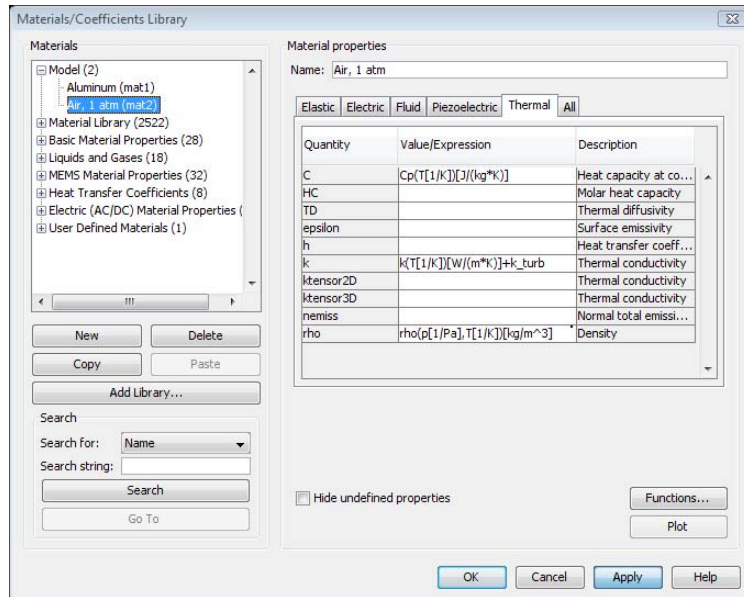 Materials/Coefficients Library
Materials
Model (2)
Aluminum (mat1)
Air, 1 atm (mat2)
Material Library (2522)
Basic Material Properties (28)
Liquids and Gases (18)
MEMS Material Properties (32)
Heat Transfer Coefficients (8)
Electric (AC/DC) Material Properties (
User Defined Materials (1)
New Delete
Copy Paste
Add Library...
Search
Search for: Name
Search string:
Search
Go To
Material properties
Name: Air, 1 atm
Elastic Electric Fluid Piezoelectric Thermal All
Quantity Value/Expression Description
C Cp(T[1/K])[J/(kg*K)] Heat capacity at co...
HC Molar heat capacity
TD Thermal diffusivity
epsilon Surface emissivity
h Heat transfer coeff...
k k(T[1/K])[W/(m*K)]+k_turb Thermal conductivity
ktensor2D Thermal conductivity
ktensor3D Thermal conductivity
nemiss Normal total emissi...
rho rho(p[1/Pa],T[1/K])[kg/m^3] Density
Hide undefined properties
Functions...
Plot
OK Cancel Apply Help